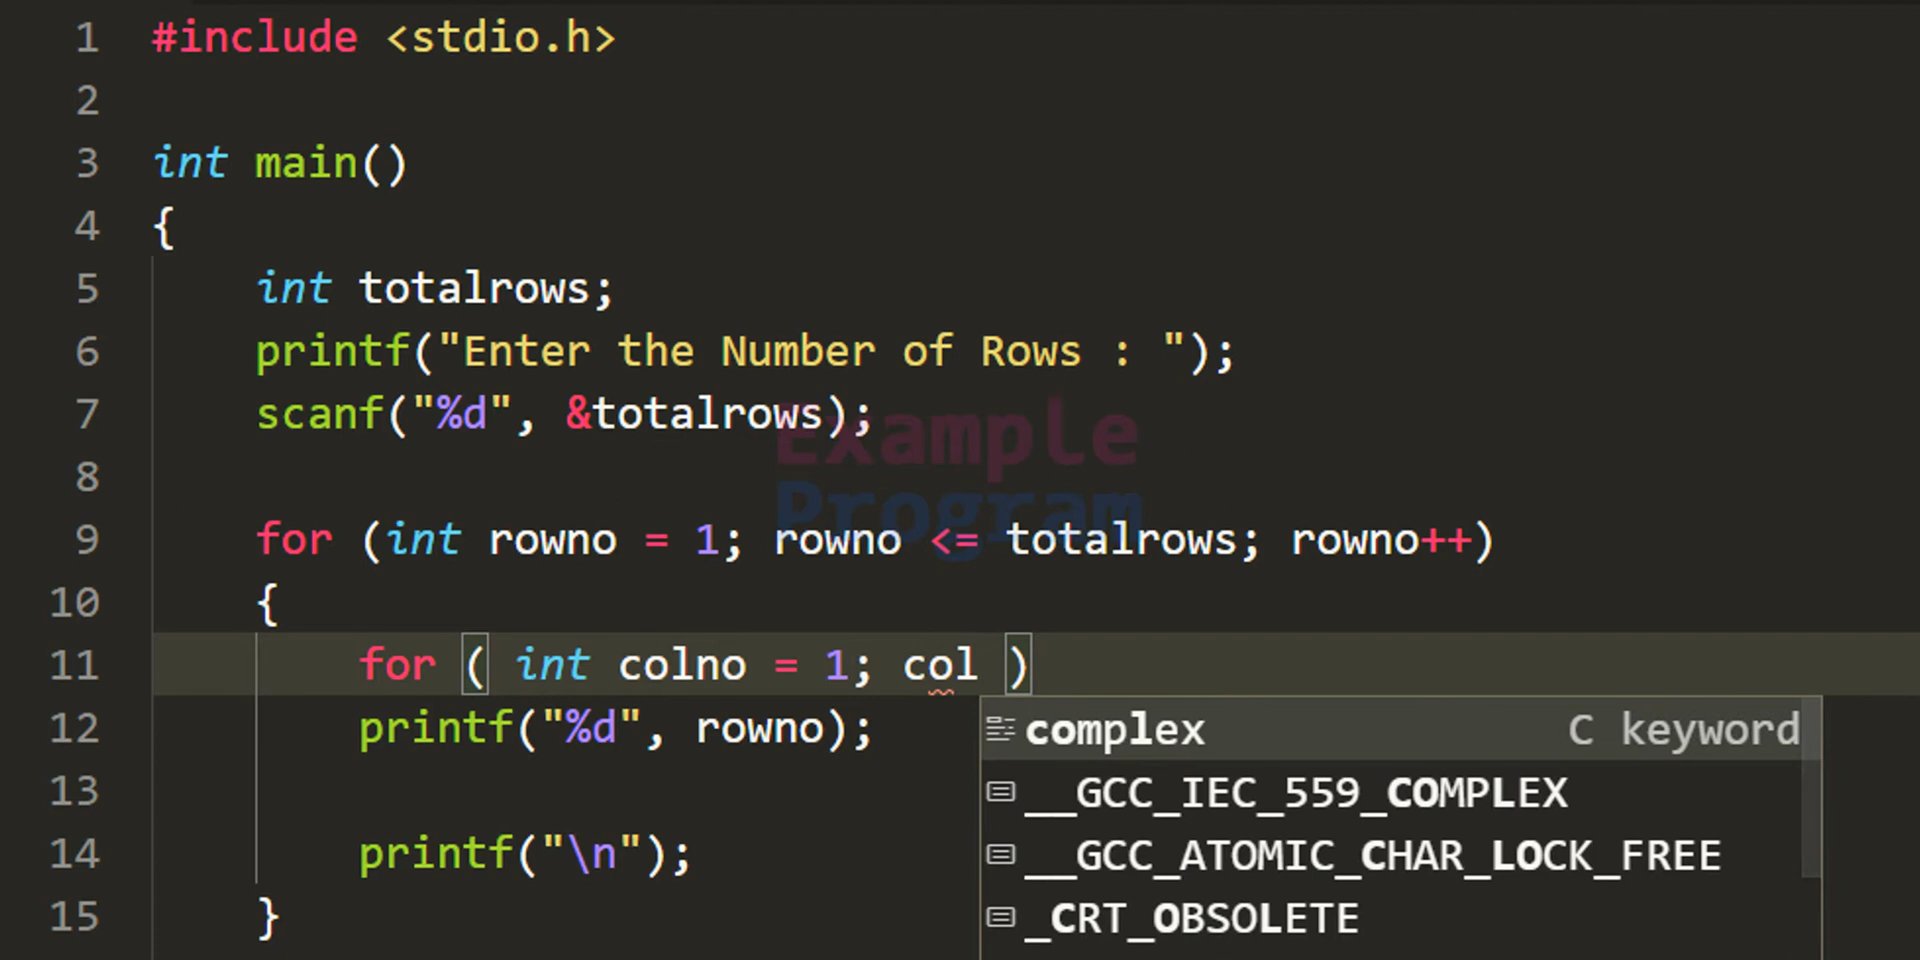 1 #include <stdio.h>
2
3 int main()
4 {
5 int totalrows;
6 printf("Enter the Number of Rows : ");
7 scanf("%d", &totalrows);
Example
8
Program
9 for (int rowno = 1; rowno <= totalrows; rowno++)
10 {
11 for ( int colno = 1; col )
12 printf("%d", rowno);
complex C keyword
13
__GCC_IEC_559_COMPLEX
14 printf("\n");
__GCC_ATOMIC_CHAR_LOCK_FREE
15 }
_CRT_OBSOLETE